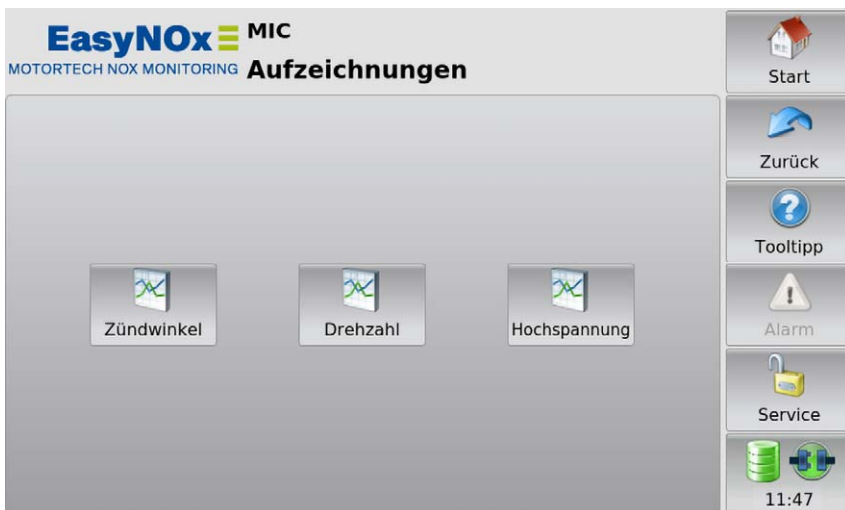 EasyNOx MIC
MOTORTECH NOX MONITORING Aufzeichnungen
Start
Zurück
Tooltipp
Zündwinkel
Drehzahl
Hochspannung
Alarm
Service
11:47